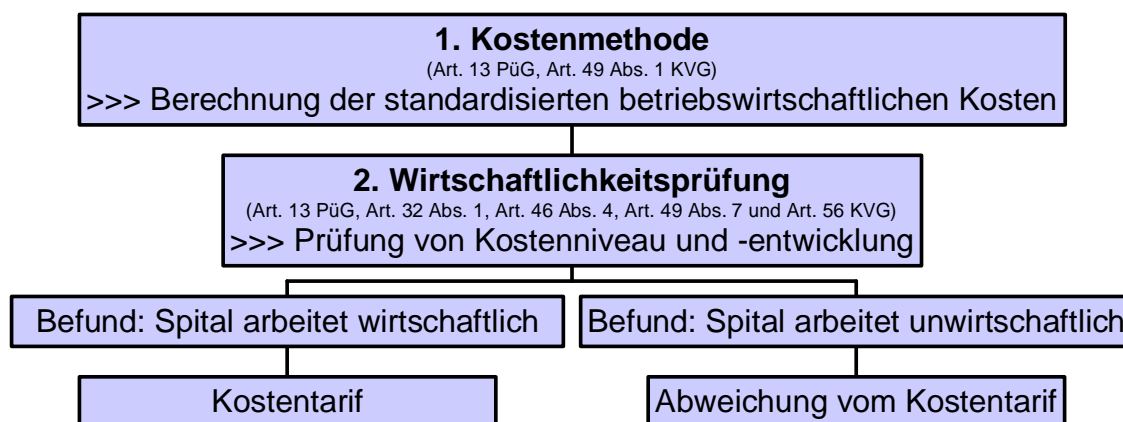 1. Kostenmethode
(Art. 13 PüG, Art. 49 Abs. 1 KVG)
>>> Berechnung der standardisierten betriebswirtschaftlichen Kosten
2. Wirtschaftlichkeitsprüfung
(Art. 13 PüG, Art. 32 Abs. 1, Art. 46 Abs. 4, Art. 49 Abs. 7 und Art. 56 KVG)
>>> Prüfung von Kostenniveau und -entwicklung
Befund: Spital arbeitet wirtschaftlich
Befund: Spital arbeitet unwirtschaftlich
Kostentarif
Abweichung vom Kostentarif